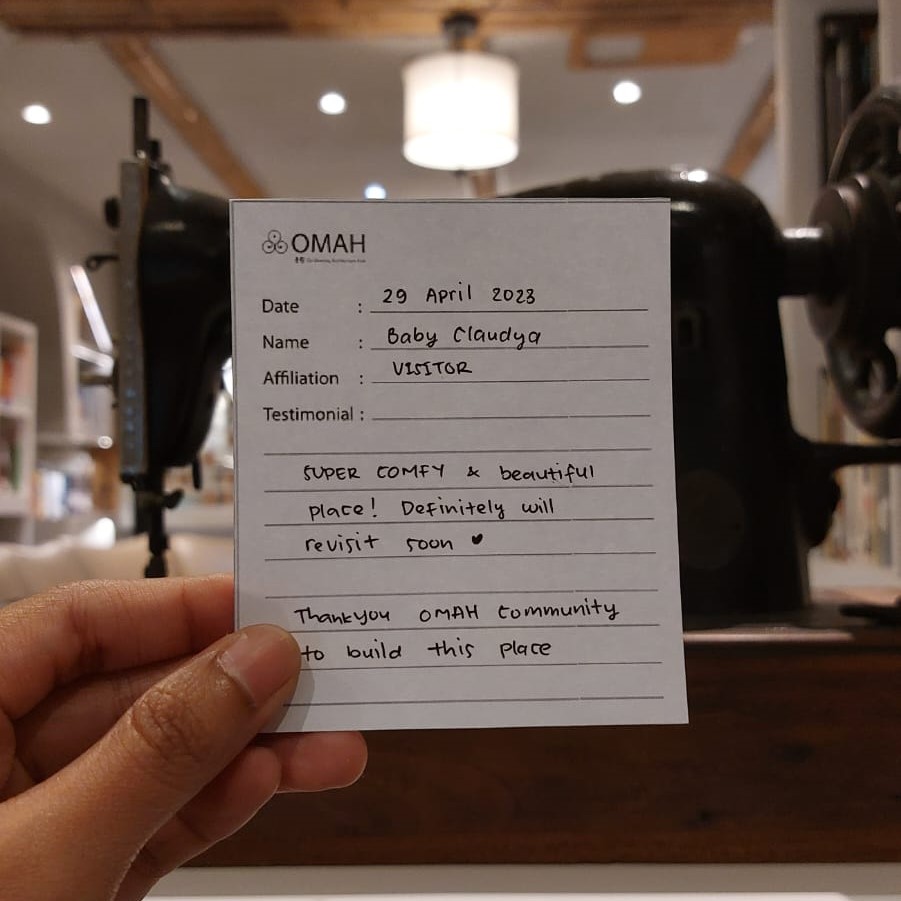 OMAH
Date : 29 April 2023
Name : Baby Claudya
Affiliation : VISITOR
Testimonial :
SUPER COMFY & beautiful
place! Definitely will
revisit soon ♥
Thankyou OMAH Community
to build this place